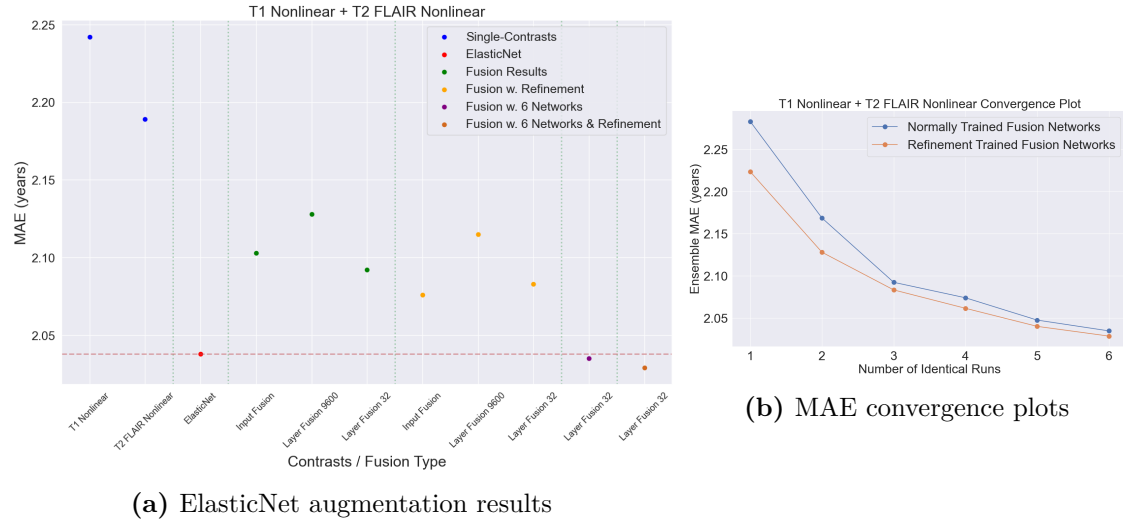 T1 Nonlinear + T2 FLAIR Nonlinear
2.25
2.20
2.15
2.10
2.05
MAE (years)
Single-Contrasts
ElasticNet
Fusion Results
Fusion w. Refinement
Fusion w. 6 Networks
Fusion w. 6 Networks & Refinement
T1 Nonlinear
T2 FLAIR Nonlinear
ElasticNet
Input Fusion
Layer Fusion 9600
Layer Fusion 32
Input Fusion
Layer Fusion 9600
Layer Fusion 32
Layer Fusion 32
Layer Fusion 32
Contrasts / Fusion Type
(a) ElasticNet augmentation results
T1 Nonlinear + T2 FLAIR Nonlinear Convergence Plot
Normally Trained Fusion Networks
Refinement Trained Fusion Networks
2.25
2.20
2.15
2.10
2.05
Ensemble MAE (years)
1 2 3 4 5 6
Number of Identical Runs
(b) MAE convergence plots